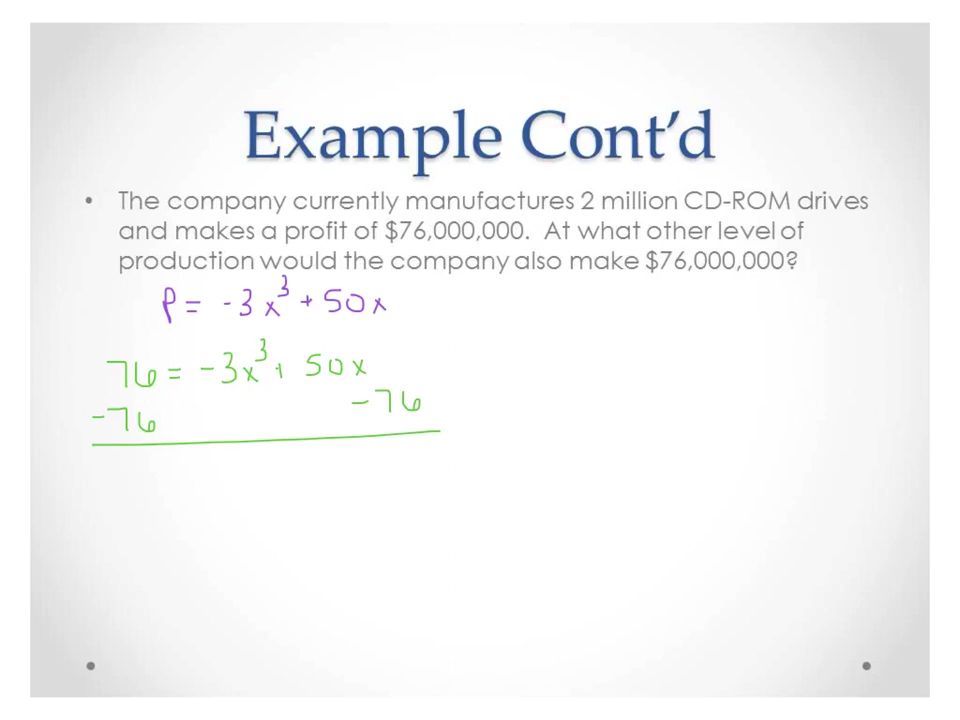 Example Cont'd
• The company currently manufactures 2 million CD-ROM drives
and makes a profit of $76,000,000. At what other level of
production would the company also make $76,000,000?
P = -3x³ + 50x
76 = -3x³ + 50x
-76 -76